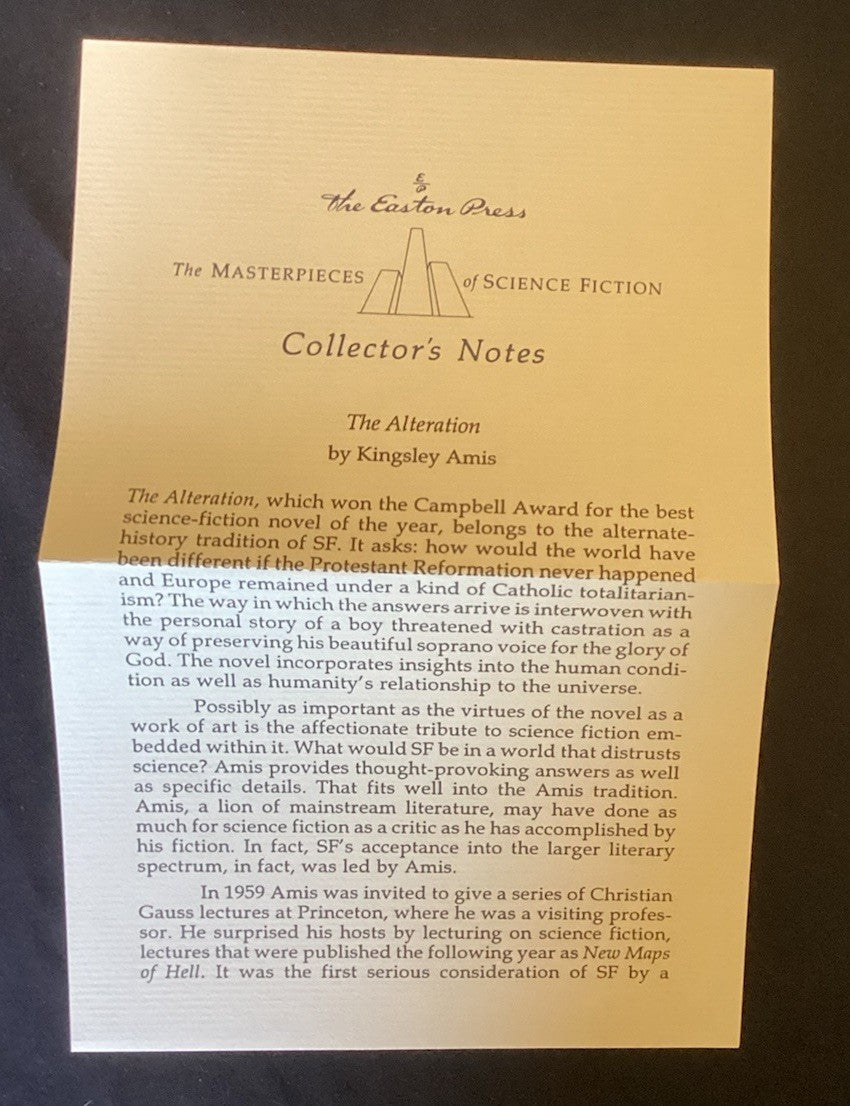 E
P
the Easton Press
The MASTERPIECES of SCIENCE FICTION
Collector's Notes
The Alteration
by Kingsley Amis
The Alteration, which won the Campbell Award for the best
science-fiction novel of the year, belongs to the alternate-
history tradition of SF. It asks: how would the world have
been different if the Protestant Reformation never happened
and Europe remained under a kind of Catholic totalitarian-
ism? The way in which the answers arrive is interwoven with
the personal story of a boy threatened with castration as a
way of preserving his beautiful soprano voice for the glory of
God. The novel incorporates insights into the human condi-
tion as well as humanity's relationship to the universe.
Possibly as important as the virtues of the novel as a
work of art is the affectionate tribute to science fiction em-
bedded within it. What would SF be in a world that distrusts
science? Amis provides thought-provoking answers as well
as specific details. That fits well into the Amis tradition.
Amis, a lion of mainstream literature, may have done as
much for science fiction as a critic as he has accomplished by
his fiction. In fact, SF's acceptance into the larger literary
spectrum, in fact, was led by Amis.
In 1959 Amis was invited to give a series of Christian
Gauss lectures at Princeton, where he was a visiting profes-
sor. He surprised his hosts by lecturing on science fiction,
lectures that were published the following year as New Maps
of Hell. It was the first serious consideration of SF by a